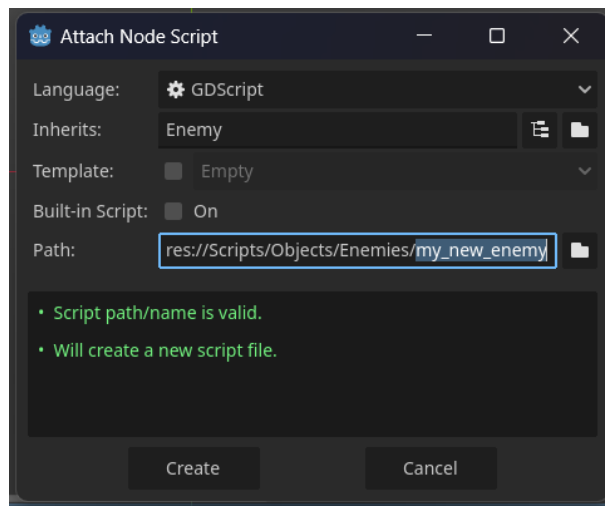 Attach Node Script
Language: GDScript
Inherits: Enemy
Template: Empty
Built-in Script: On
Path: res://Scripts/Objects/Enemies/my_new_enemy
• Script path/name is valid.
• Will create a new script file.
Create Cancel